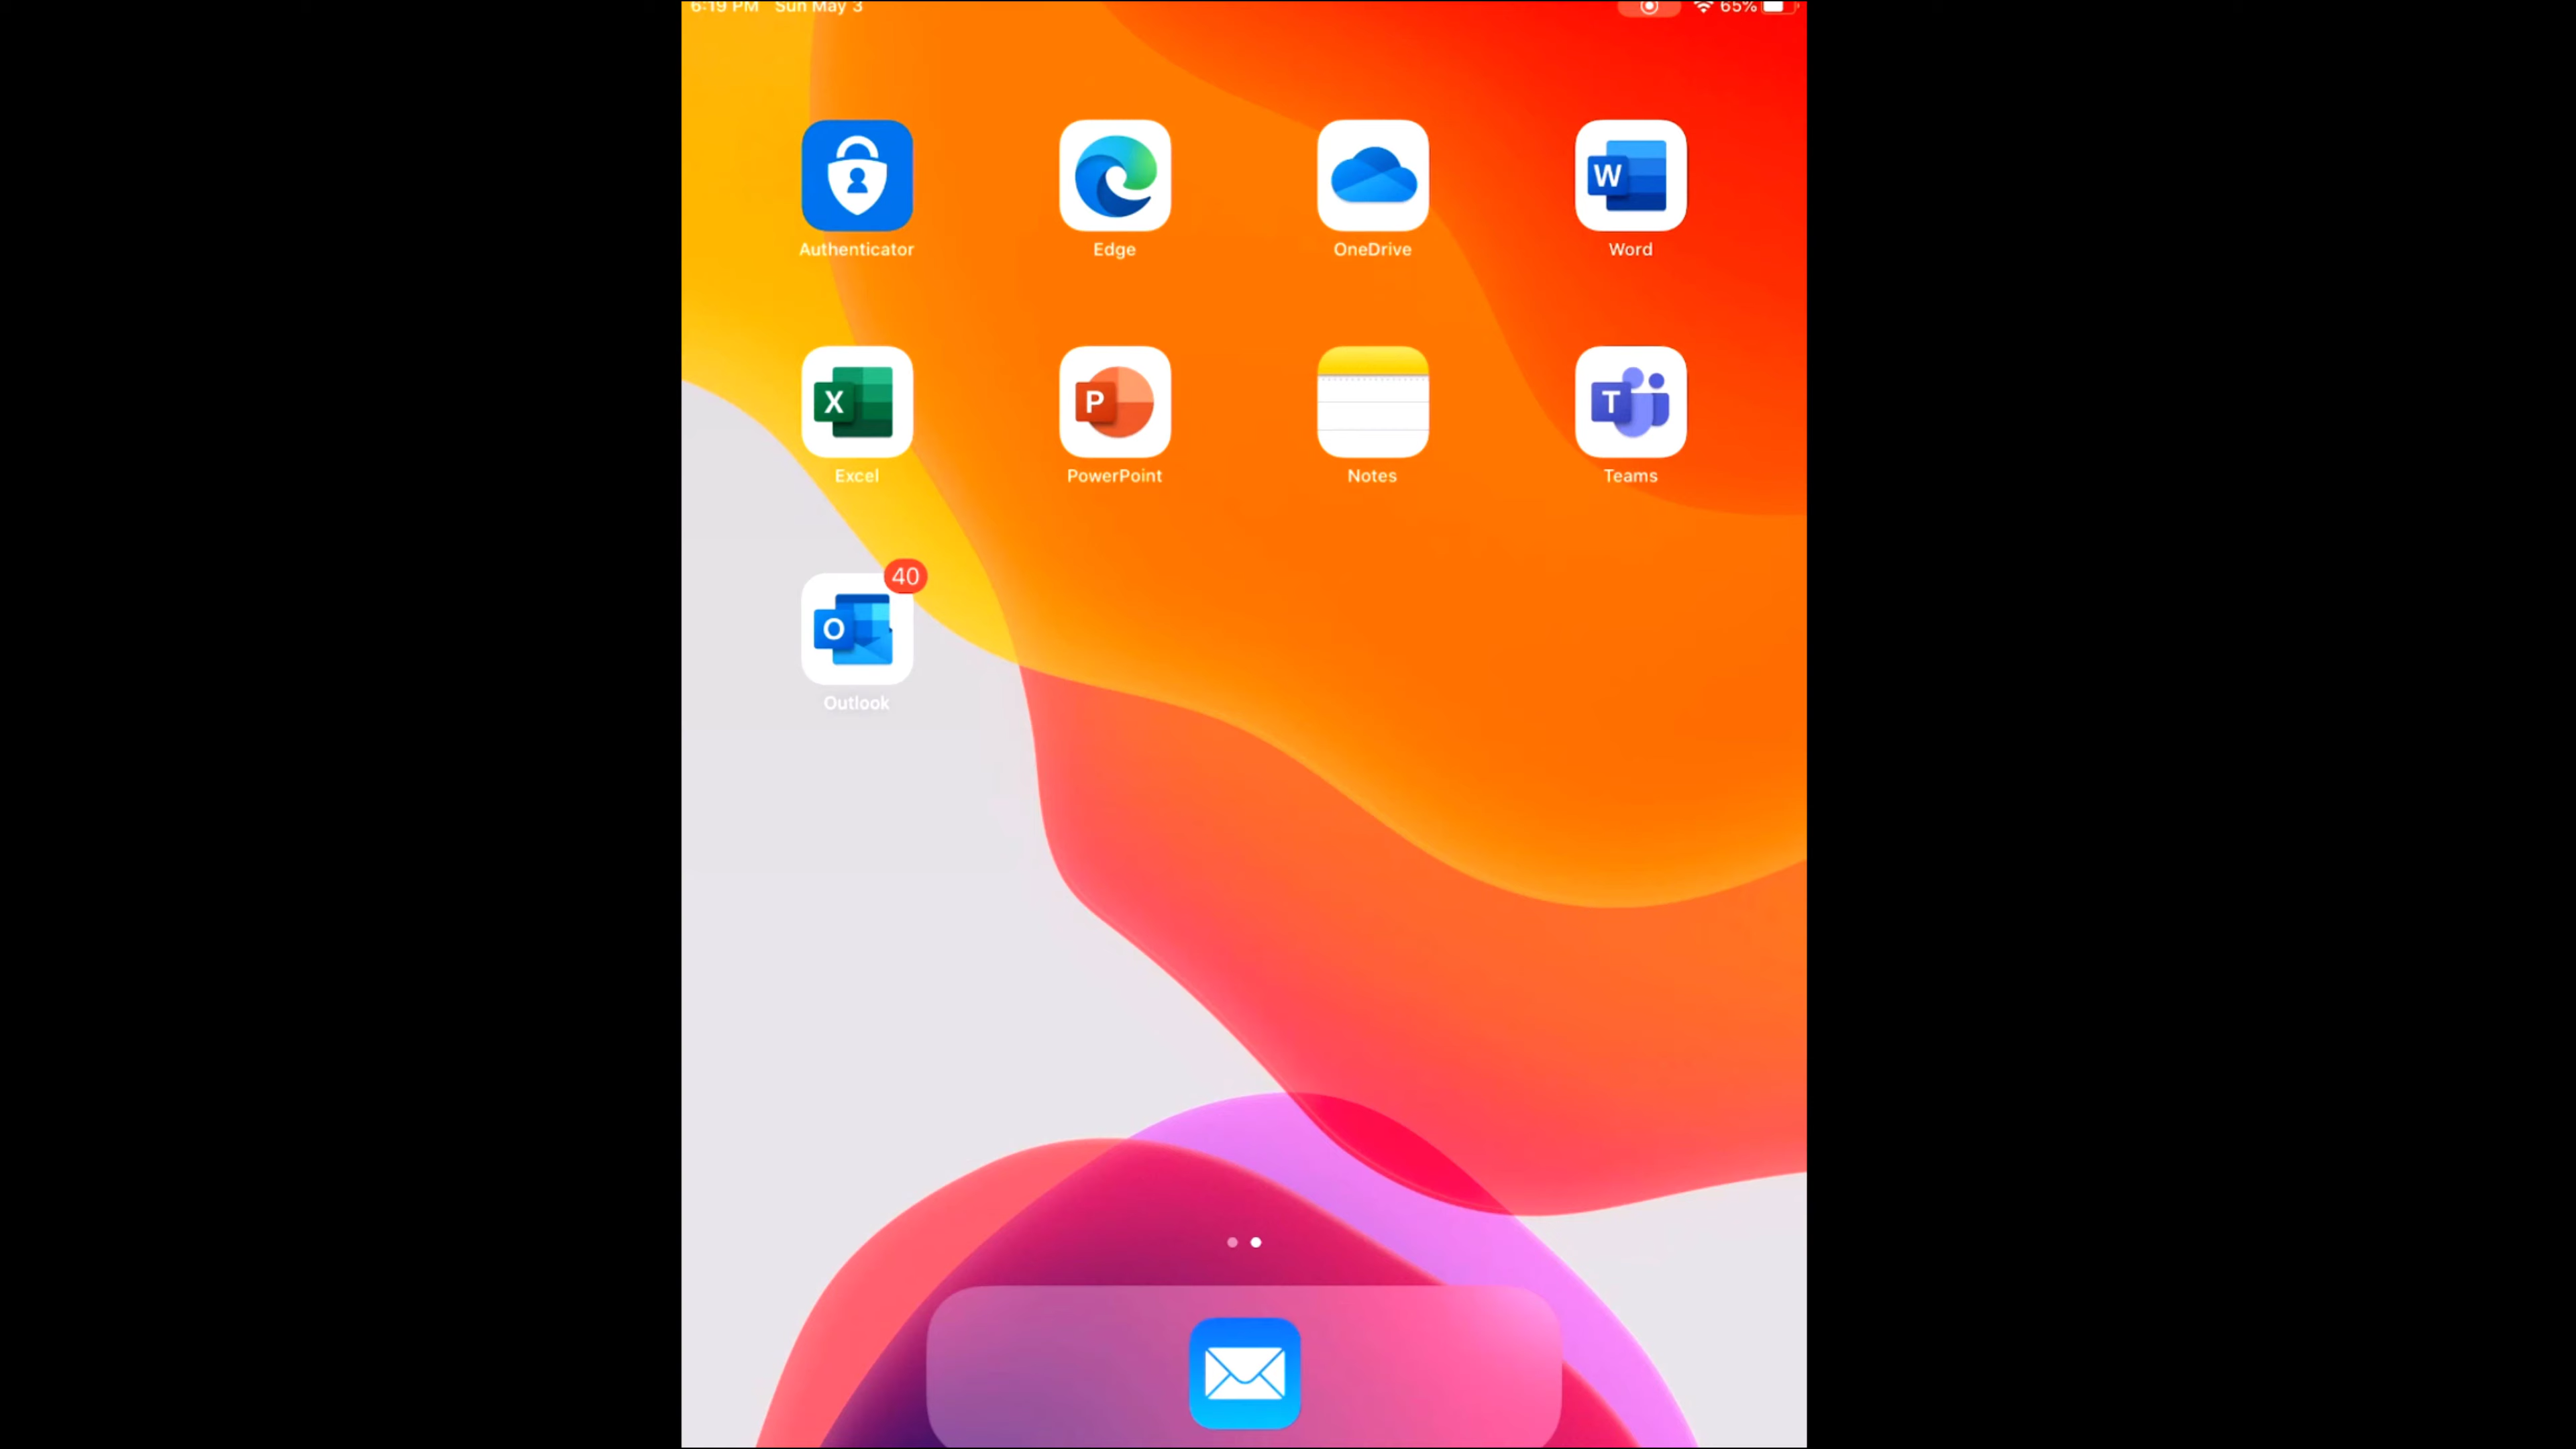 6:19 PM Sun May 3 65%
Authenticator Edge OneDrive W Word
X Excel P PowerPoint Notes T Teams
40
O
Outlook